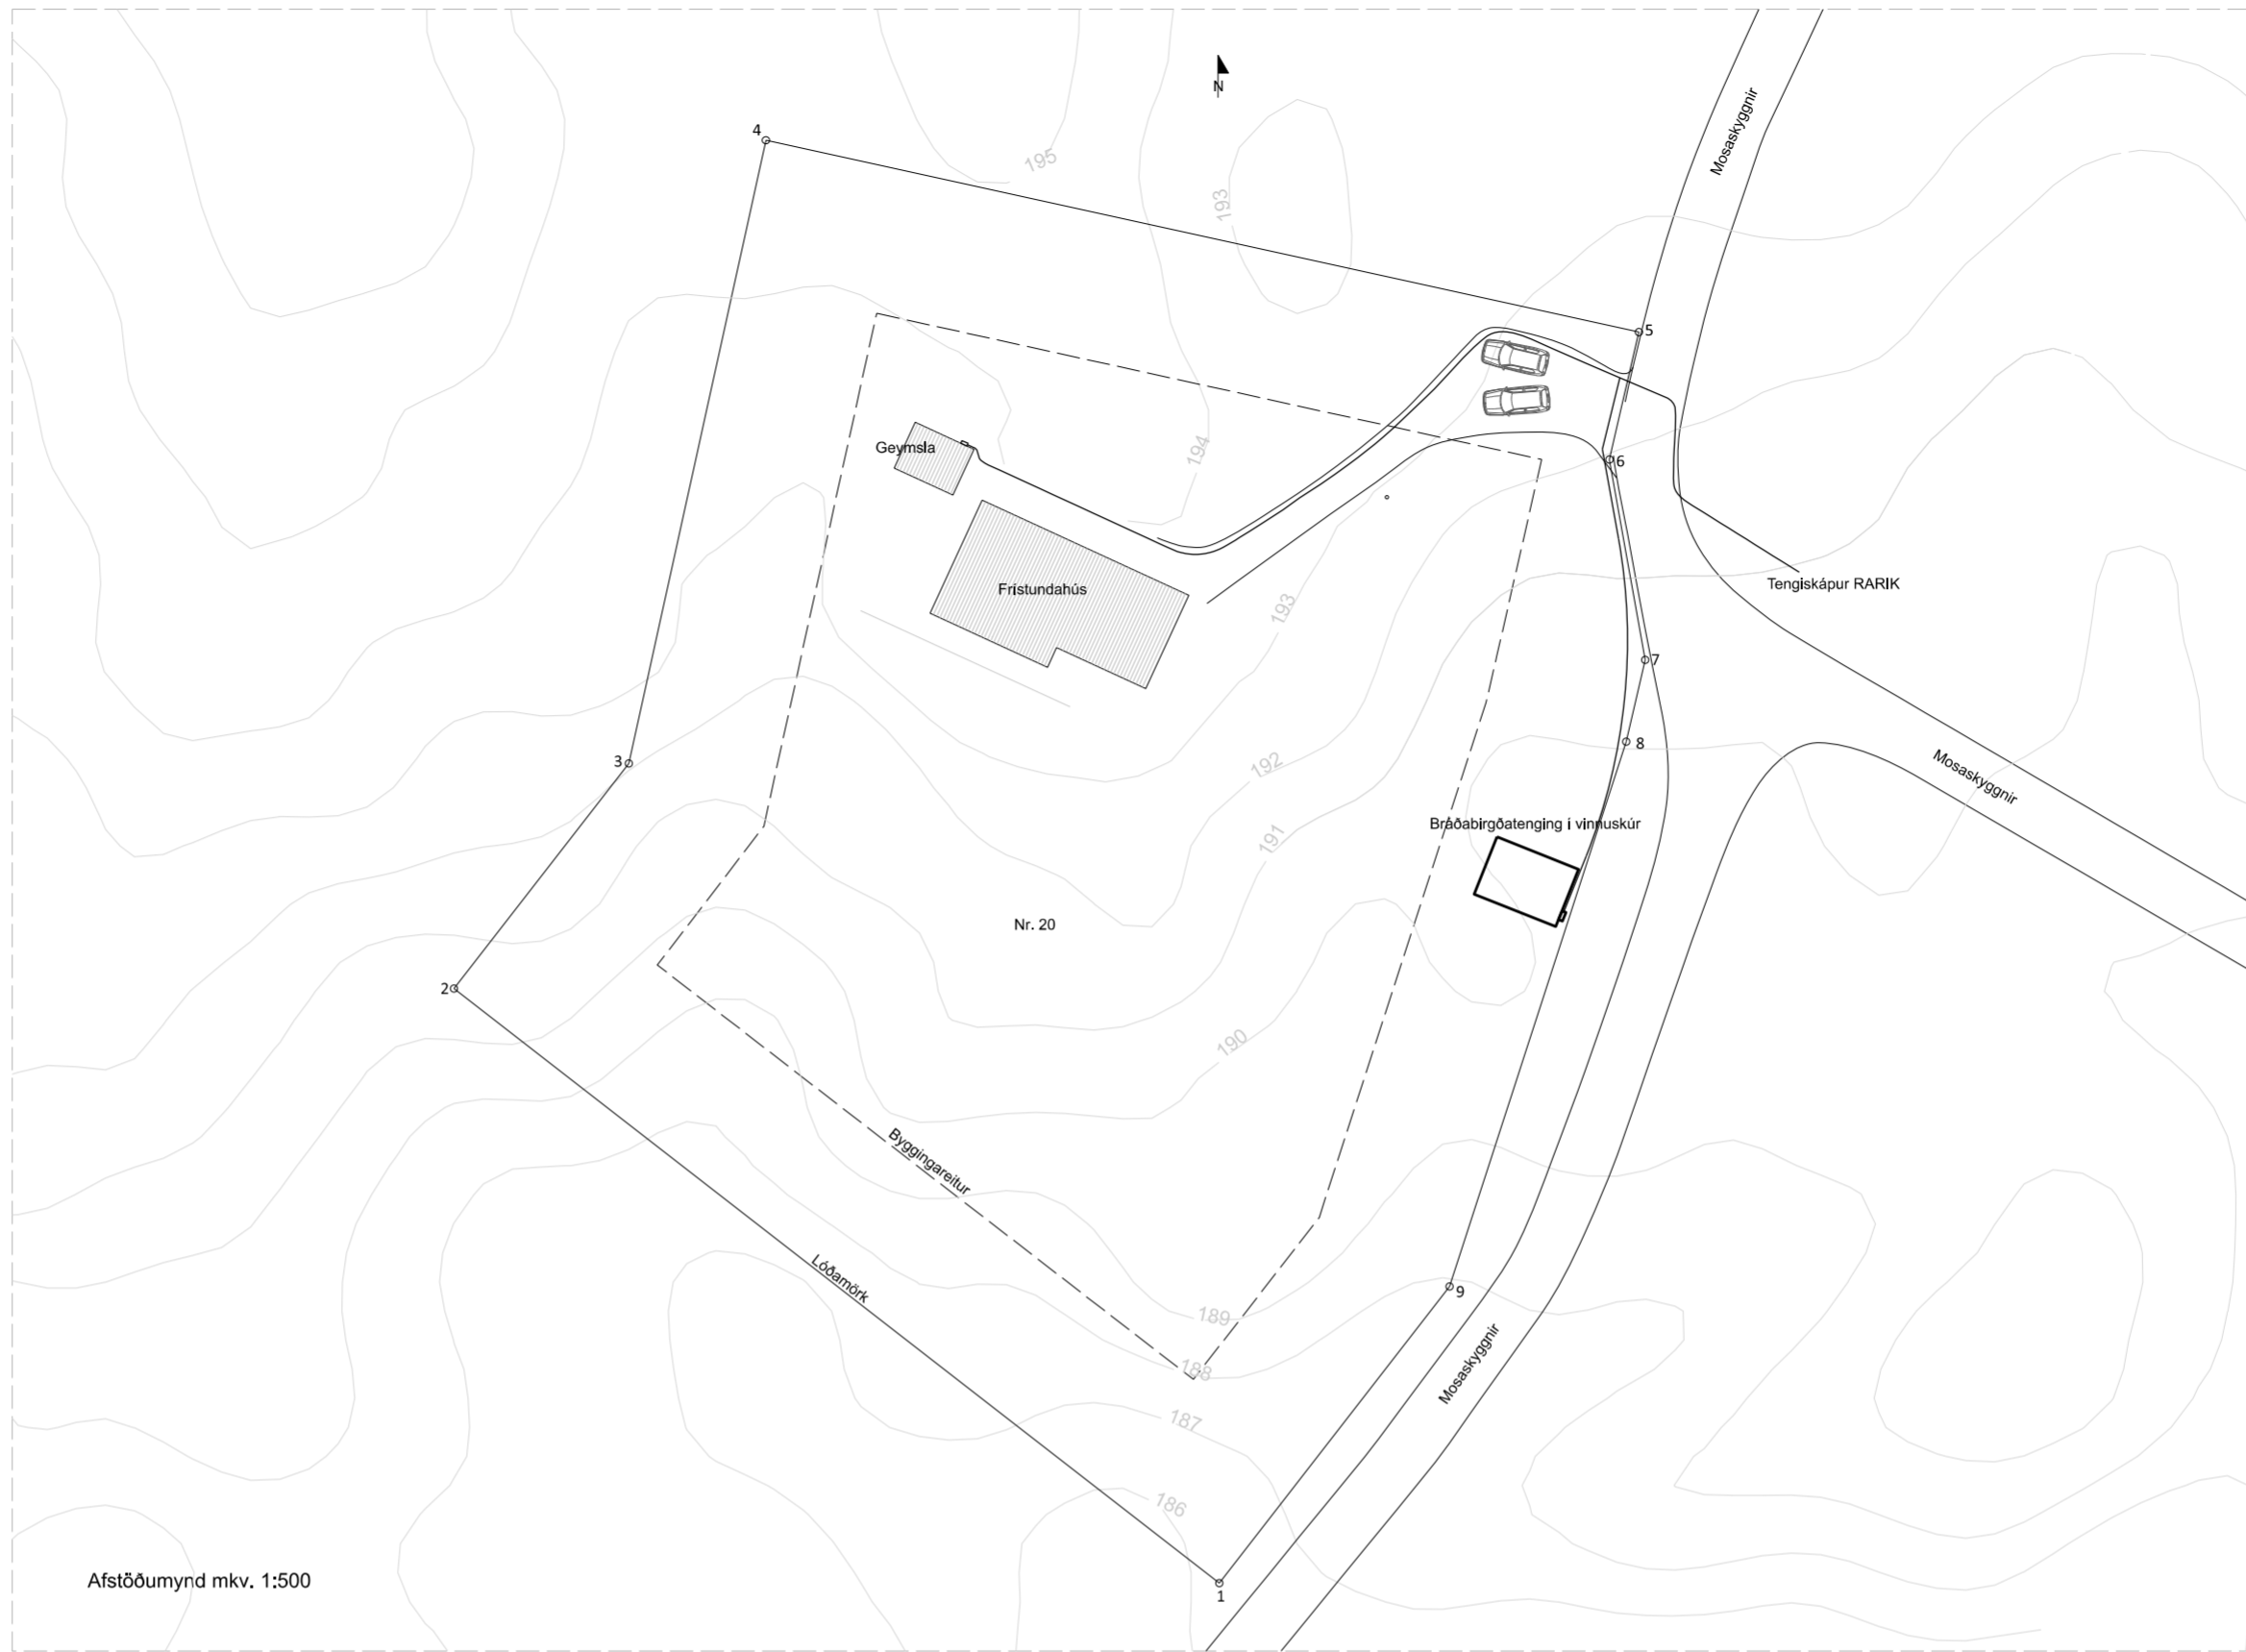 N
4
195
Mosaskyggnir
193
5
Geymsla
194
6
Frístundahús
193
Tengiskápur RARIK
7
3
8
192
Mosaskyggnir
Bráðabirgðatenging í vinnuskúr
191
Nr. 20
2
190
Byggingareitur
Lóðamörk
9
189
188
Mosaskyggnir
187
186
Afstöðumynd mkv. 1:500
1